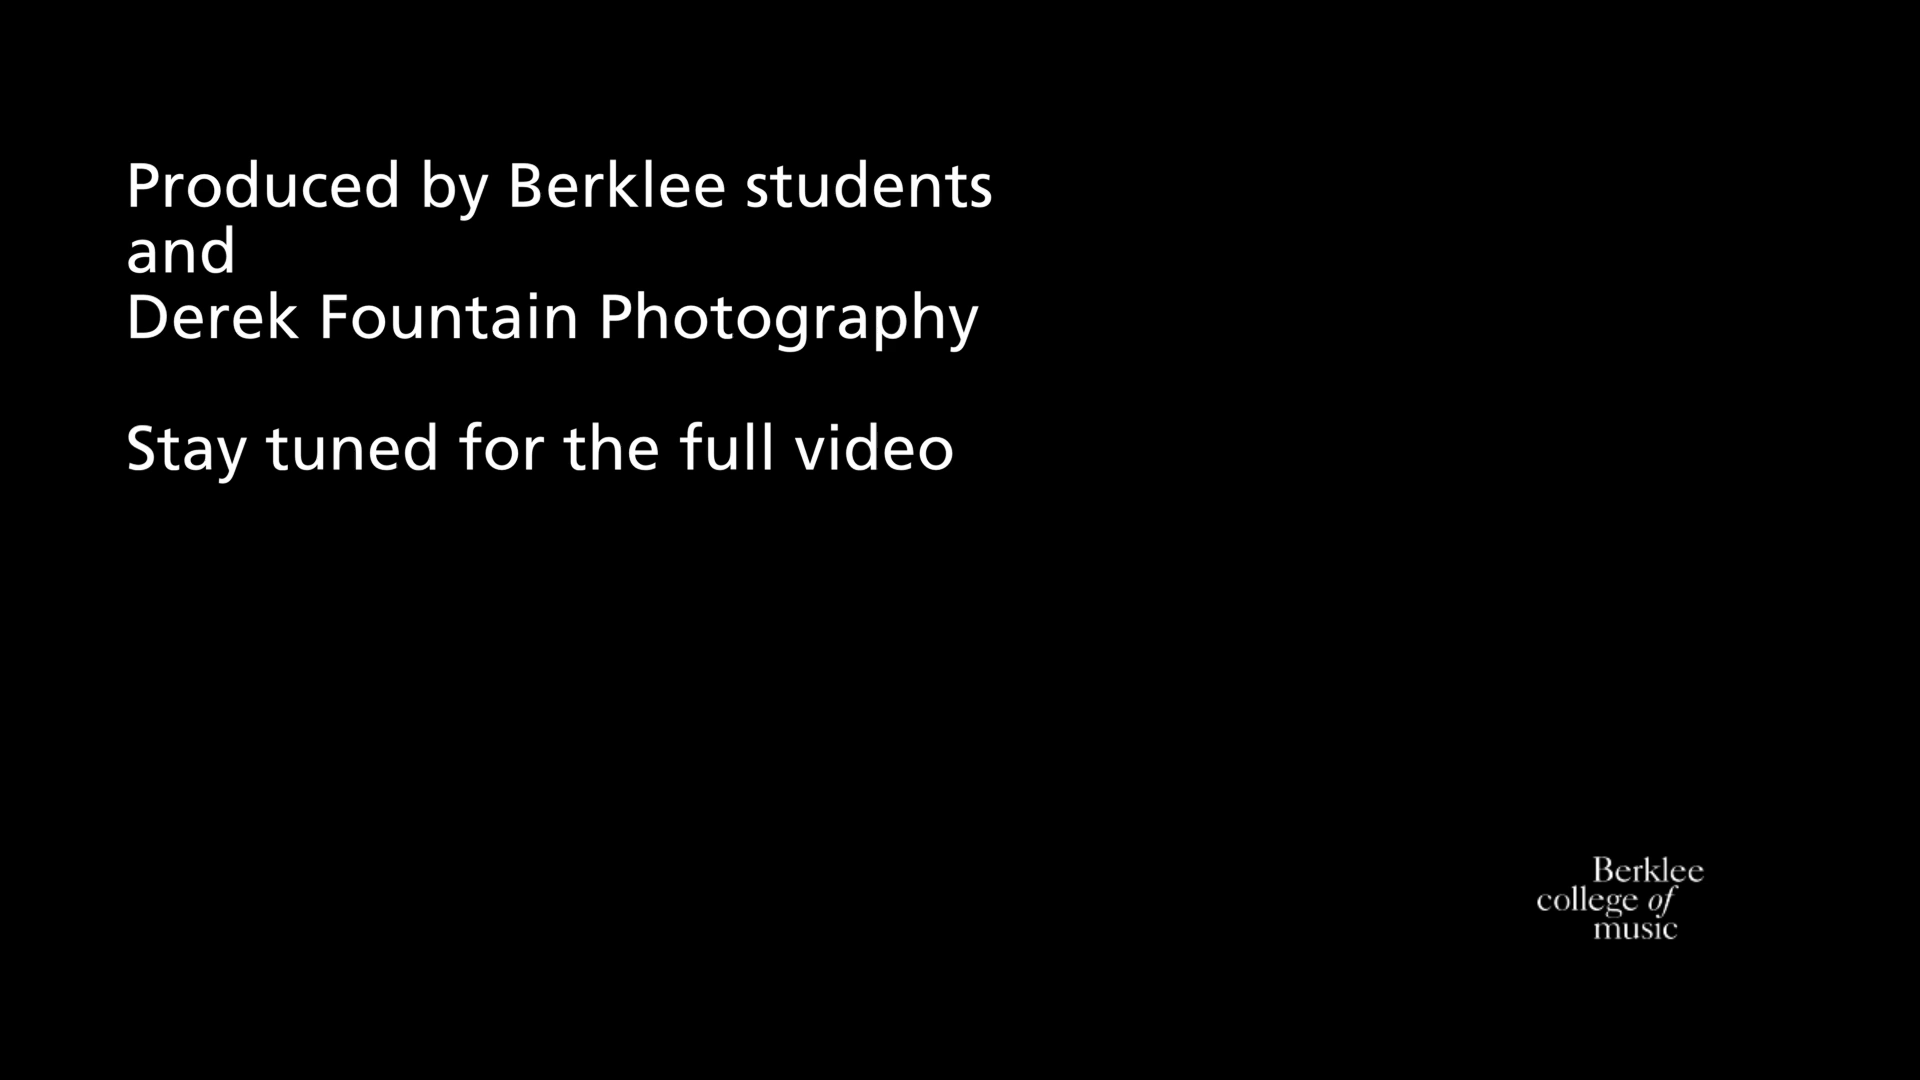 Produced by Berklee students
and
Derek Fountain Photography
Stay tuned for the full video
Berklee
college of
music